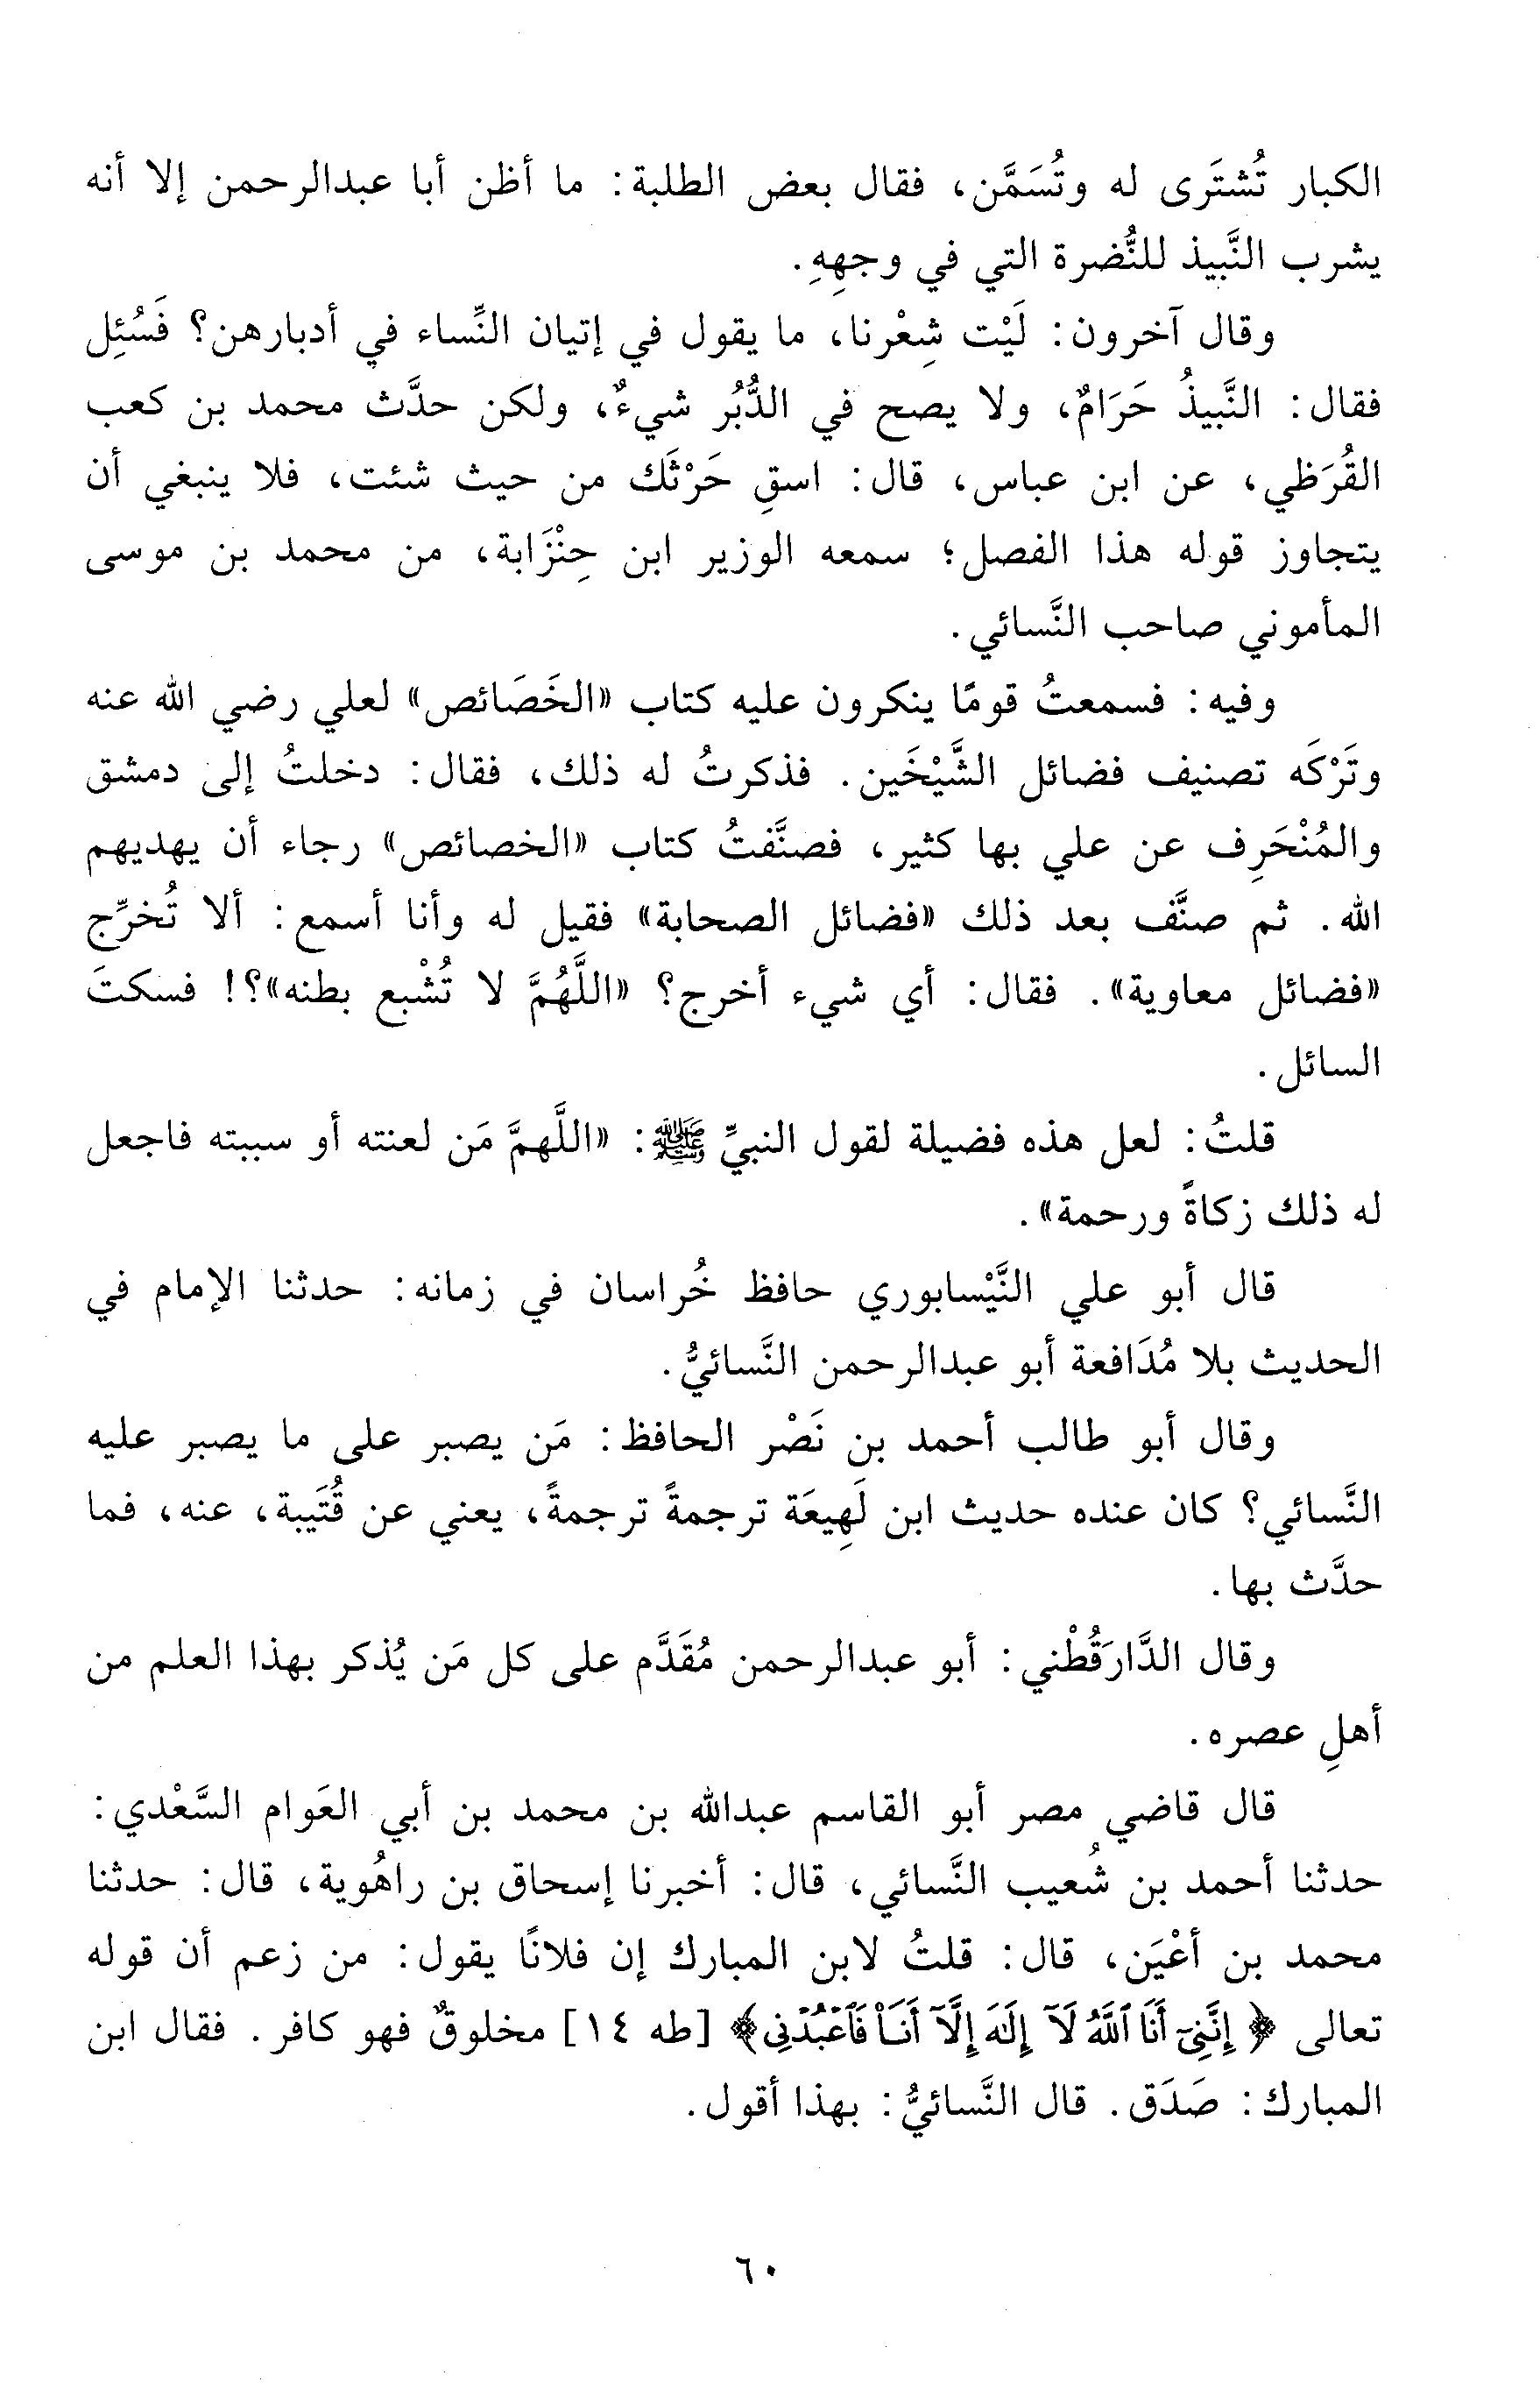 الكبار تُشتَرى له وتُسَمَّن، فقال بعض الطلبة: ما أظن أبا عبدالرحمن إلا أنه
يشرب النَّبيذ للنُّضرة التي في وجهِهِ.
وقال آخرون: لَيْت شِعْرنا، ما يقول في إتيان النِّساء في أدبارهن؟ فَسُئِل
فقال: النَّبيذُ حَرَامٌ، ولا يصح في الدُّبُر شيءٌ، ولكن حدَّث محمد بن كعب
القُرَظي، عن ابن عباس، قال: اسقِ حَرْثَك من حيث شئت، فلا ينبغي أن
يتجاوز قوله هذا الفصل؛ سمعه الوزير ابن حِنْزَابة، من محمد بن موسى
المأموني صاحب النَّسائي.
وفيه: فسمعتُ قومًا ينكرون عليه كتاب «الخَصَائص» لعلي رضي الله عنه
وتَرْكَه تصنيف فضائل الشَّيْخَين. فذكرتُ له ذلك، فقال: دخلتُ إلى دمشق
والمُنْحَرِف عن علي بها كثير، فصنَّفتُ كتاب «الخصائص» رجاء أن يهديهم
الله. ثم صنَّف بعد ذلك «فضائل الصحابة» فقيل له وأنا أسمع: ألا تُخرِّج
«فضائل معاوية». فقال: أي شيء أخرج؟ «اللَّهُمَّ لا تُشْبع بطنه»؟! فسكتَ
السائل.
قلتُ: لعل هذه فضيلة لقول النبيِّ ﷺ: «اللَّهمَّ مَن لعنته أو سببته فاجعل
له ذلك زكاةً ورحمة».
قال أبو علي النَّيْسابوري حافظ خُراسان في زمانه: حدثنا الإمام في
الحديث بلا مُدَافعة أبو عبدالرحمن النَّسائيُّ.
وقال أبو طالب أحمد بن نَصْر الحافظ: مَن يصبر على ما يصبر عليه
النَّسائي؟ كان عنده حديث ابن لَهِيعَة ترجمةً ترجمةً، يعني عن قُتَيبة، عنه، فما
حدَّث بها.
وقال الدَّارَقُطْني: أبو عبدالرحمن مُقَدَّم على كل مَن يُذكر بهذا العلم من
أهلِ عصره.
قال قاضي مصر أبو القاسم عبدالله بن محمد بن أبي العَوام السَّعْدي:
حدثنا أحمد بن شُعيب النَّسائي، قال: أخبرنا إسحاق بن راهُوية، قال: حدثنا
محمد بن أعْيَن، قال: قلتُ لابن المبارك إن فلانًا يقول: من زعم أن قوله
تعالى ﴿ إِنَّنِىٓ أَنَا ٱللَّهُ لَآ إِلَٰهَ إِلَّآ أَنَا۠ فَٱعۡبُدۡنِى﴾ [طه ١٤] مخلوقٌ فهو كافر. فقال ابن
المبارك: صَدَق. قال النَّسائيُّ: بهذا أقول.
٦٠